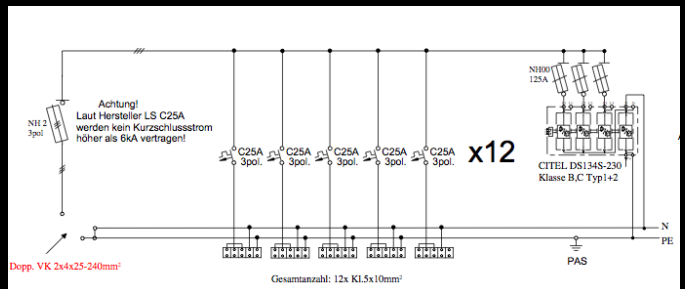 NH 2
3pol
Achtung!
Laut Hersteller LS C25A
werden kein Kurzschlussstrom
höher als 6kA vertragen!
C25A
3pol.
C25A
3pol.
C25A
3pol.
C25A
3pol.
C25A
3pol.
x12
NH00
125A
CITEL DS134S-230
Klasse B,C Typ1+2
N
PE
PAS
Dopp. VK 2x4x25-240mm²
Gesamtanzahl: 12x Kl.5x10mm²